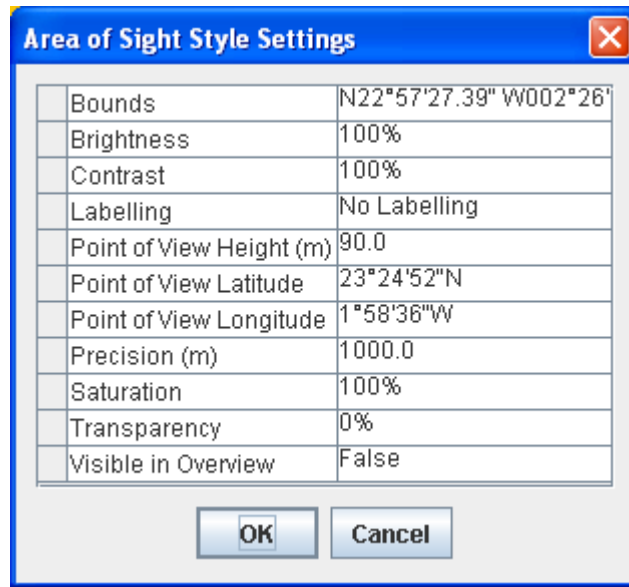 Area of Sight Style Settings
Bounds N22°57'27.39" W002°26'
Brightness 100%
Contrast 100%
Labelling No Labelling
Point of View Height (m) 90.0
Point of View Latitude 23°24'52"N
Point of View Longitude 1°58'36"W
Precision (m) 1000.0
Saturation 100%
Transparency 0%
Visible in Overview False
OK Cancel